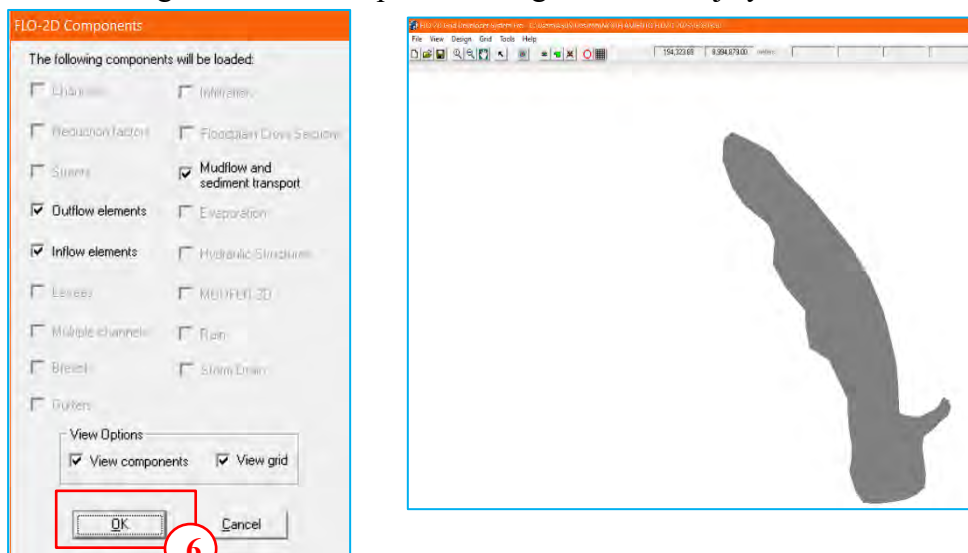 FLO-2D Components
The following components will be loaded:
Channels
Infiltration
Reduction factors
Floodplain Cross Sections
Streets
Mudflow and
sediment transport
Outflow elements
Evaporation
Inflow elements
Hydraulic Structures
Levees
MODFLO-2D
Multiple channels
Rain
Breach
Storm Drain
Gutters
View Options
View components
View grid
OK
Cancel
6
File View Design Grid Tools Help
meters